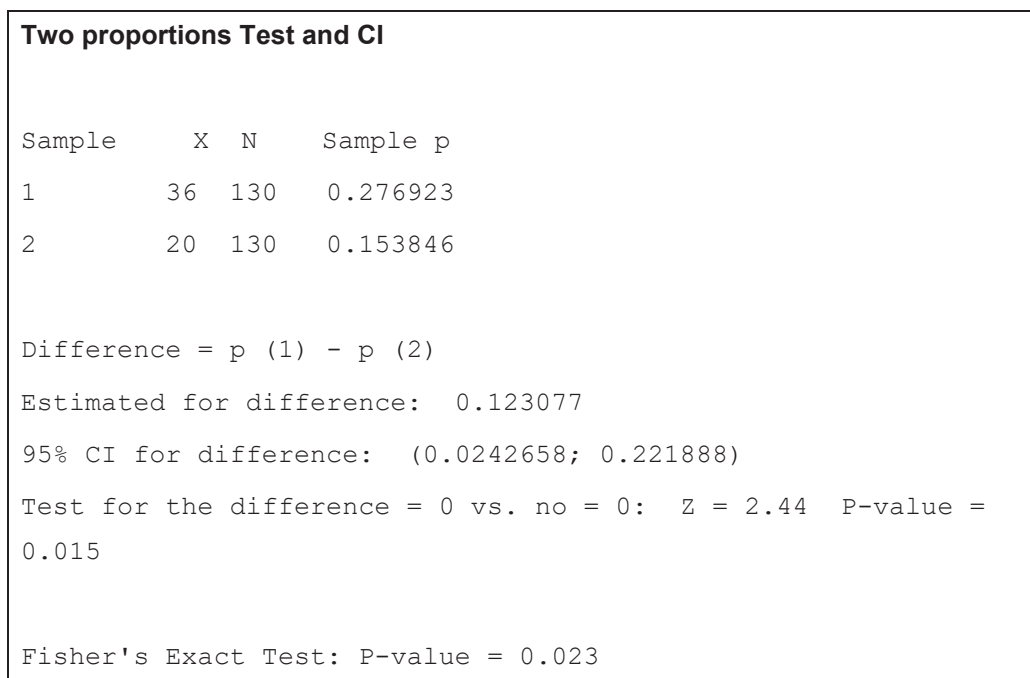 Two proportions Test and CI
Sample X N Sample p
1 36 130 0.276923
2 20 130 0.153846
Difference = p (1) - p (2)
Estimated for difference: 0.123077
95% CI for difference: (0.0242658; 0.221888)
Test for the difference = 0 vs. no = 0: Z = 2.44 P-value =
0.015
Fisher's Exact Test: P-value = 0.023